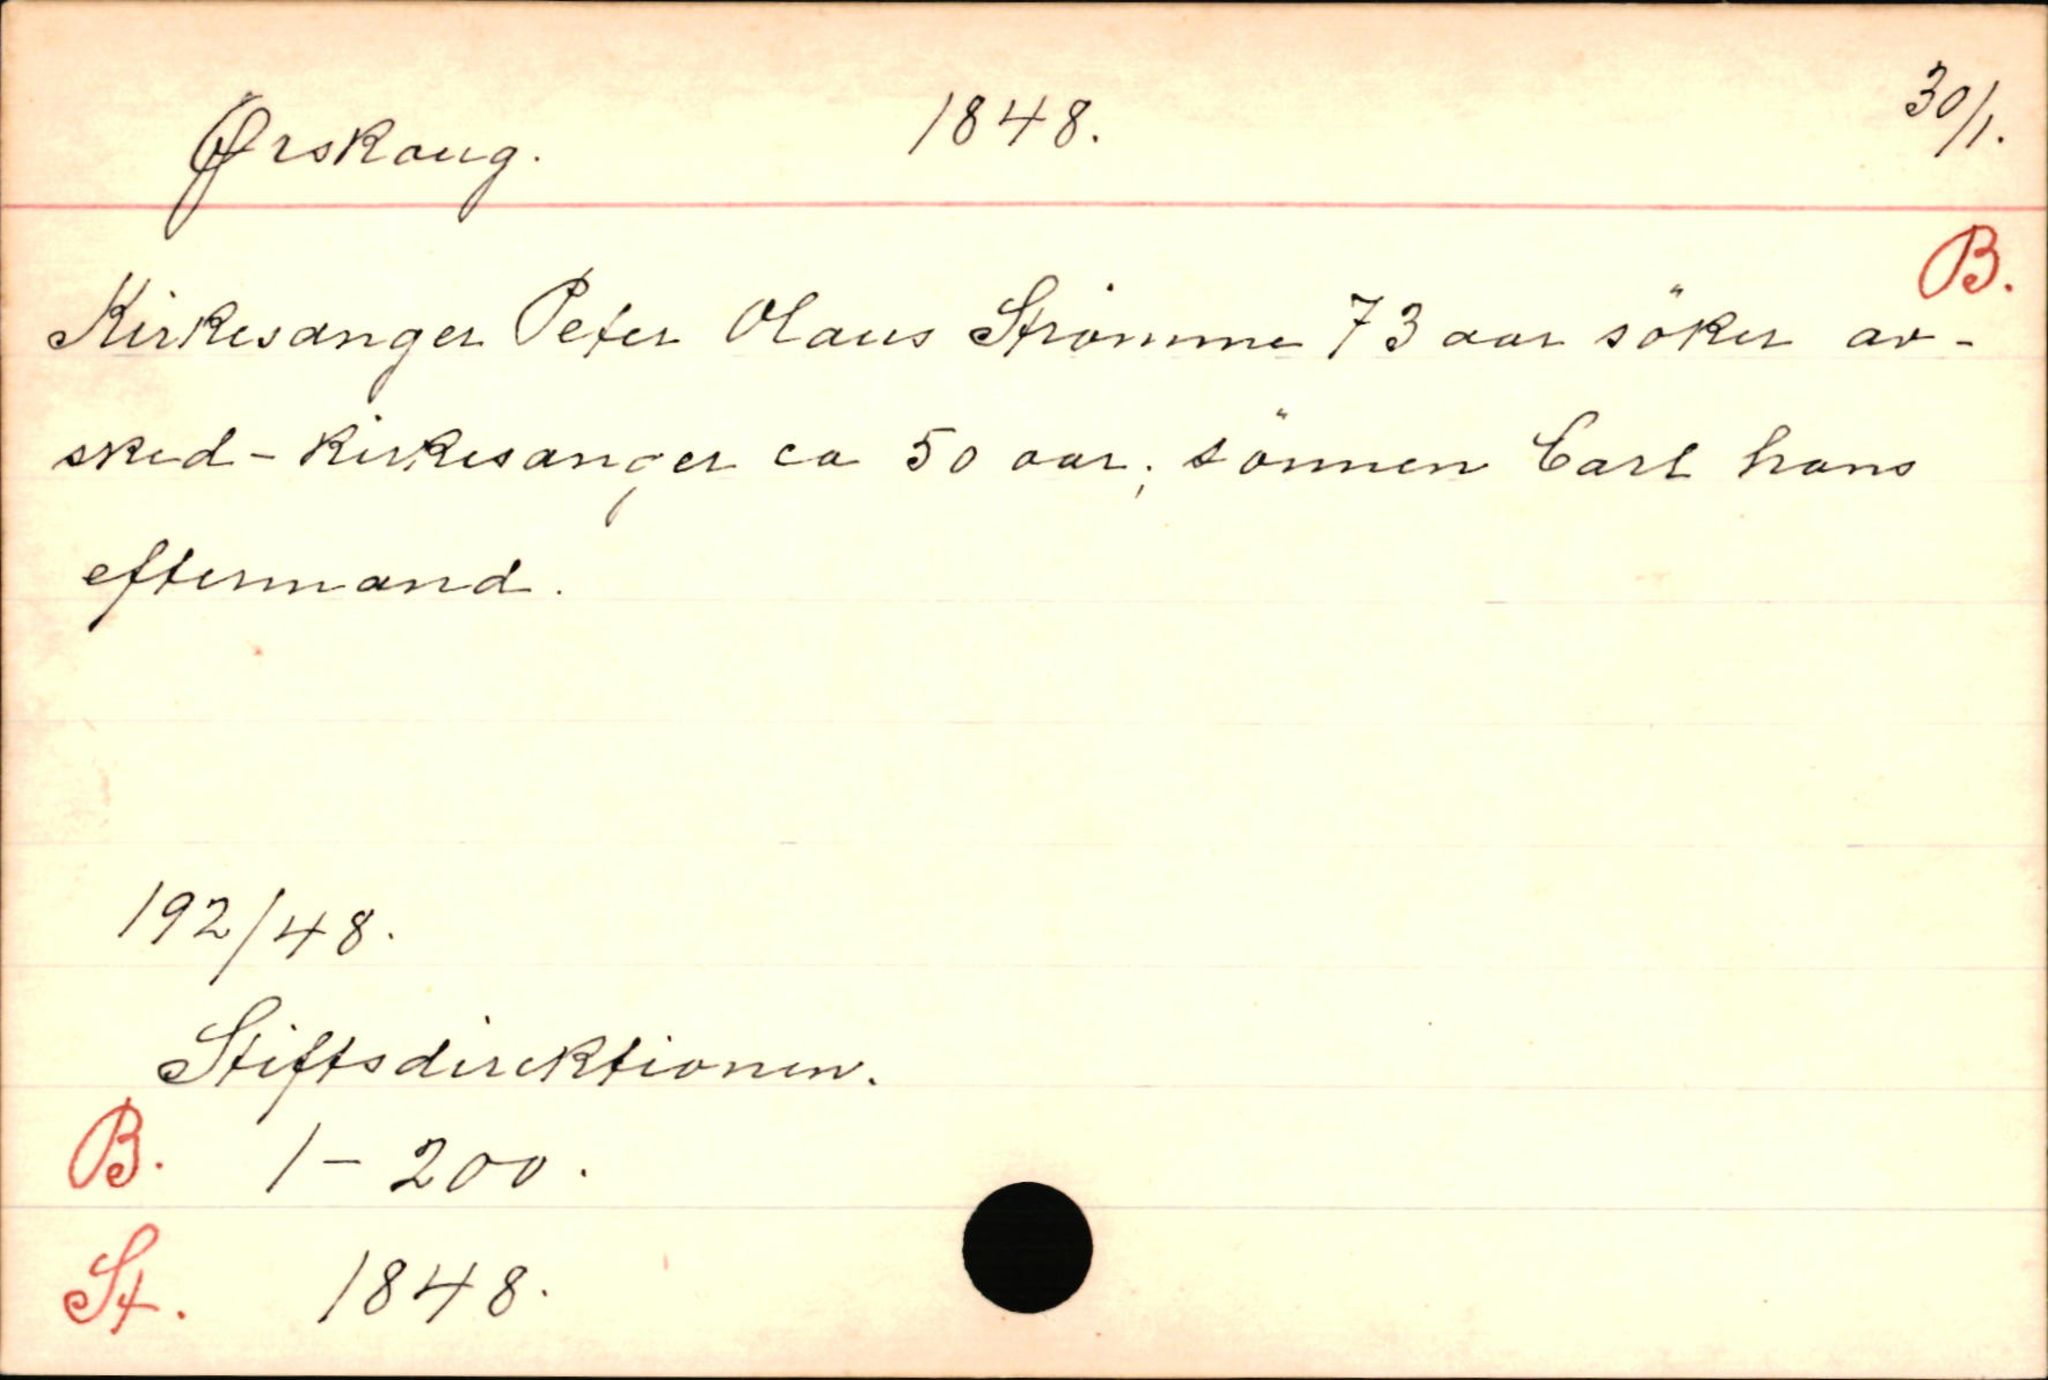 Ørskoug. 1848. 30/1.
B.
Kirkesanger Peter Olaus Strömme 73 aar söker av-
sked - kirkesanger ca 50 aar; sönnen Carl hans
eftermand.
192/48.
Stiftsdirektionen.
B. 1-200.
St. 1848.